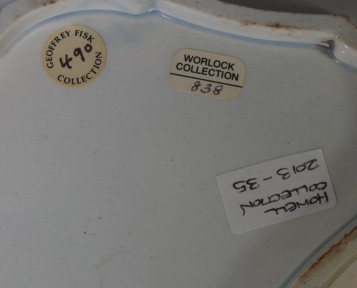 GEOFFREY FISK
490
COLLECTION
WORLOCK
COLLECTION
838
HOWELL
COLLECTION
2013-35